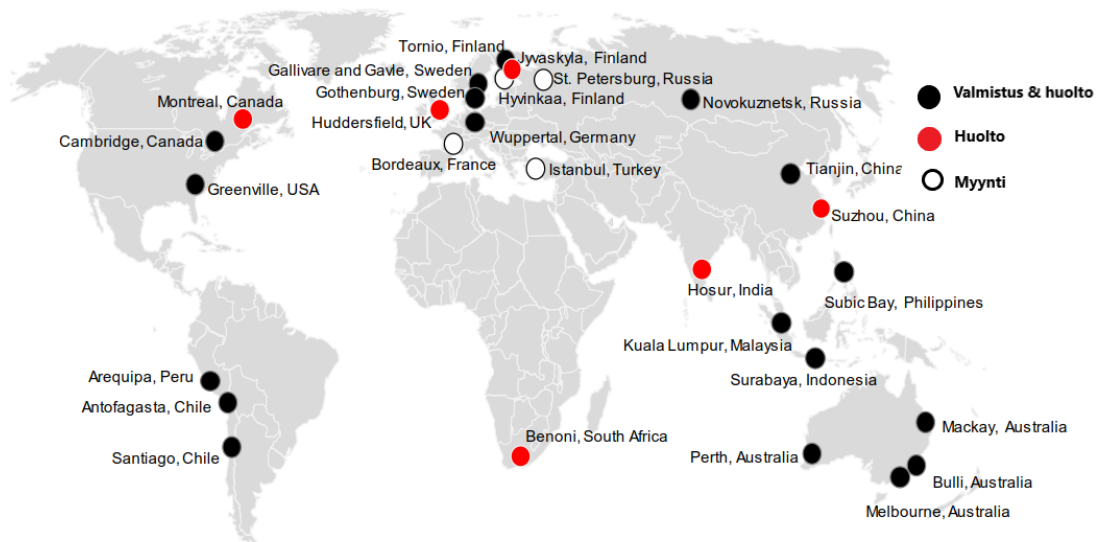 Tornio, Finland
Jyvaskyla, Finland
Gallivare and Gavle, Sweden
St. Petersburg, Russia
Gothenburg, Sweden
Hyvinkaa, Finland
Montreal, Canada
Novokuznetsk, Russia
Huddersfield, UK
Cambridge, Canada
Wuppertal, Germany
Bordeaux, France
Istanbul, Turkey
Tianjin, China
Greenville, USA
Suzhou, China
Hosur, India
Subic Bay, Philippines
Kuala Lumpur, Malaysia
Arequipa, Peru
Surabaya, Indonesia
Antofagasta, Chile
Mackay, Australia
Benoni, South Africa
Santiago, Chile
Perth, Australia
Bulli, Australia
Melbourne, Australia
Valmistus & huolto
Huolto
Myynti